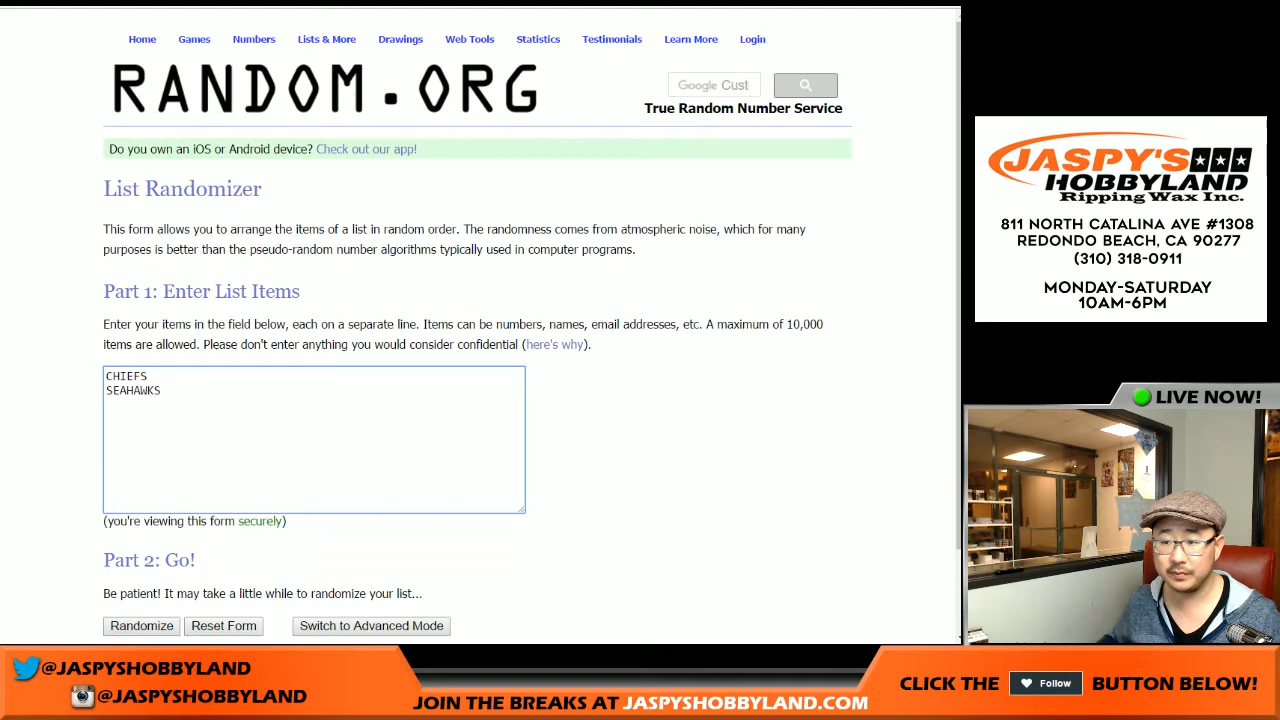 Home Games Numbers Lists & More Drawings Web Tools Statistics Testimonials Learn More Login
RANDOM.ORG
Google Cust
True Random Number Service
Do you own an iOS or Android device? Check out our app!
List Randomizer
This form allows you to arrange the items of a list in random order. The randomness comes from atmospheric noise, which for many
purposes is better than the pseudo-random number algorithms typically used in computer programs.
Part 1: Enter List Items
Enter your items in the field below, each on a separate line. Items can be numbers, names, email addresses, etc. A maximum of 10,000
items are allowed. Please don't enter anything you would consider confidential (here's why).
CHIEFS
SEAHAWKS
(you're viewing this form securely)
Part 2: Go!
Be patient! It may take a little while to randomize your list...
Randomize Reset Form Switch to Advanced Mode
JASPY'S
HOBBYLAND
Ripping Wax Inc.
811 NORTH CATALINA AVE #1308
REDONDO BEACH, CA 90277
(310) 318-0911
MONDAY-SATURDAY
10AM-6PM
LIVE NOW!
@JASPYSHOBBYLAND
@JASPYSHOBBYLAND
JOIN THE BREAKS AT JASPYSHOBBYLAND.COM
CLICK THE Follow BUTTON BELOW!